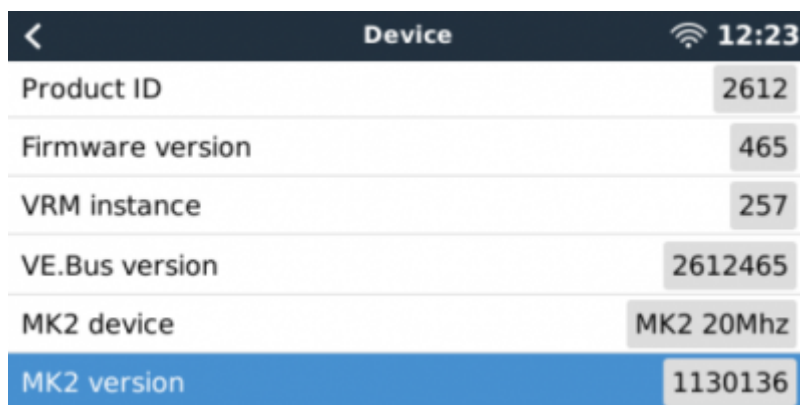 Device 12:23
Product ID 2612
Firmware version 465
VRM instance 257
VE.Bus version 2612465
MK2 device MK2 20Mhz
MK2 version 1130136